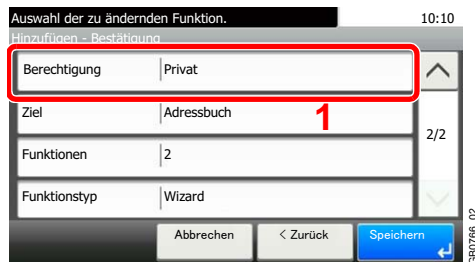 Auswahl der zu ändernden Funktion. 10:10
Hinzufügen - Bestätigung
Berechtigung Privat
Ziel Adressbuch
1
2/2
Funktionen 2
Funktionstyp Wizard
Abbrechen < Zurück Speichern
GB0766_02